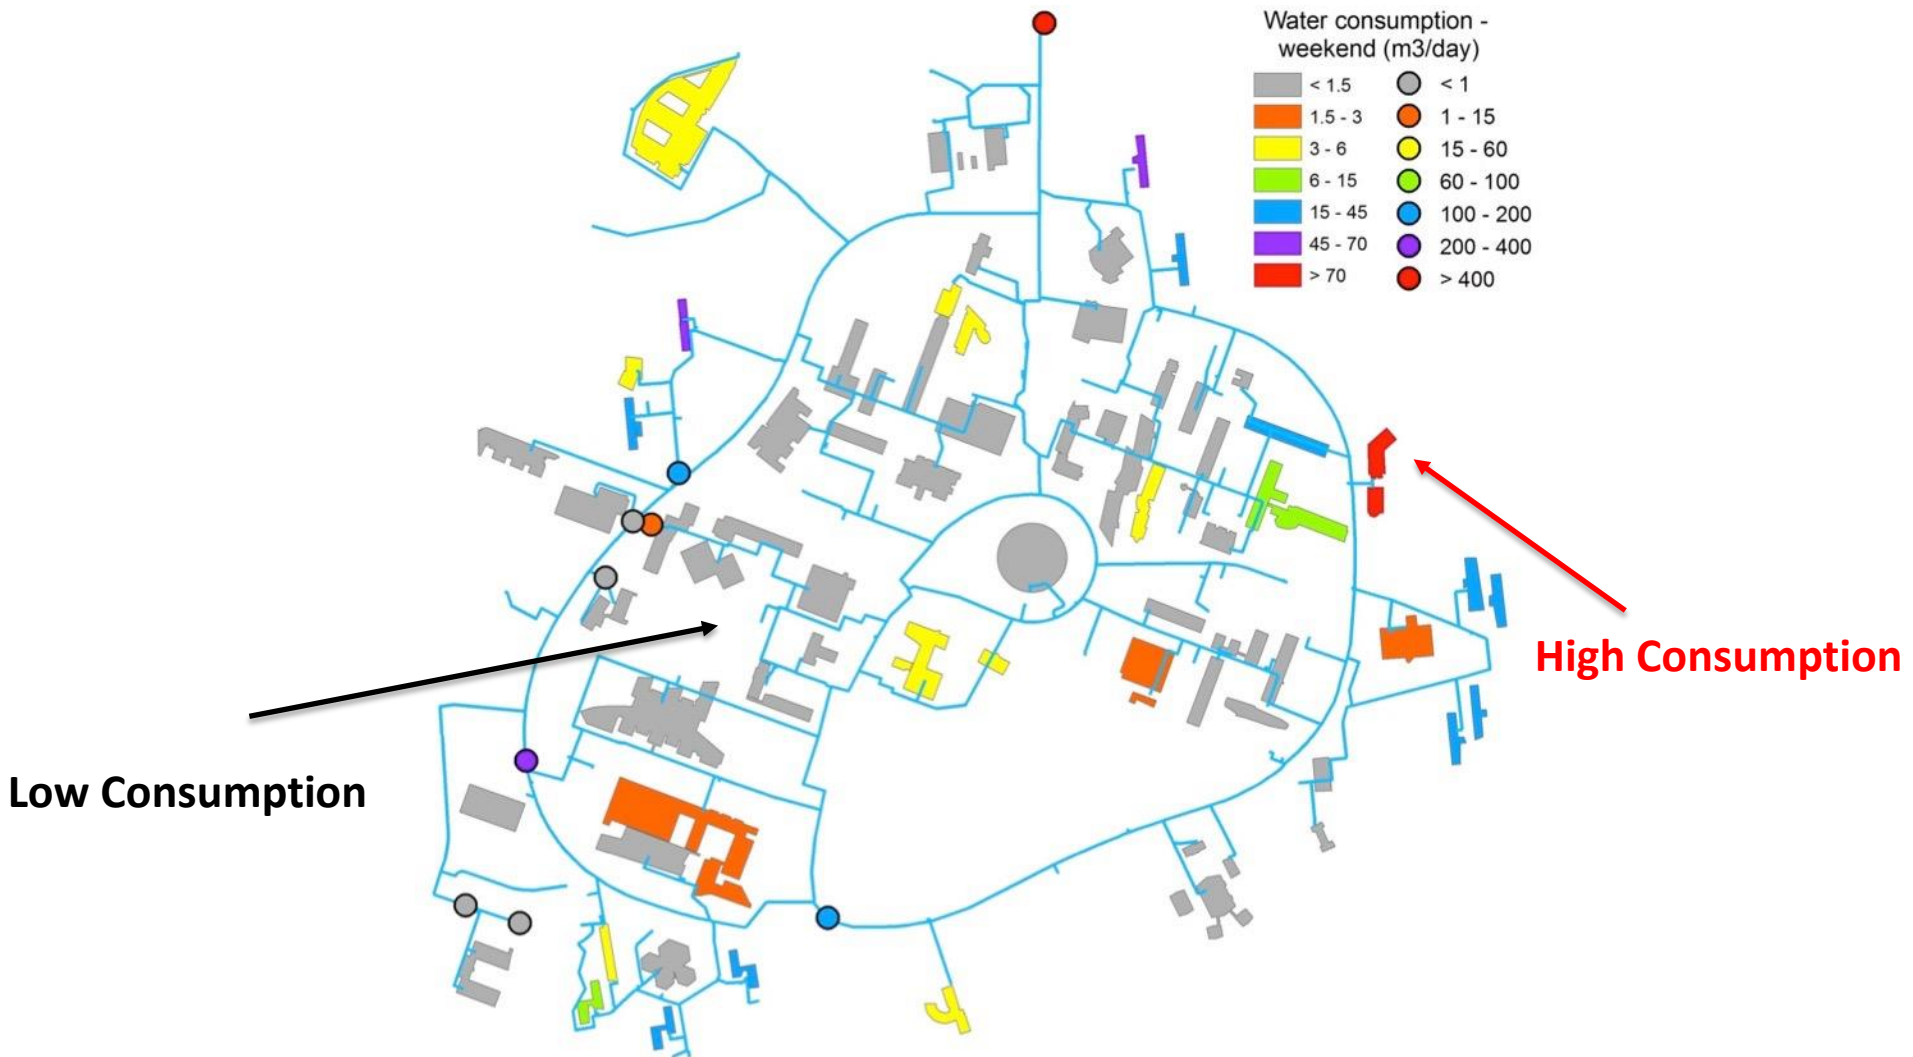 Water consumption -
weekend (m3/day)
< 1.5 < 1
1.5 - 3 1 - 15
3 - 6 15 - 60
6 - 15 60 - 100
15 - 45 100 - 200
45 - 70 200 - 400
> 70 > 400
High Consumption
Low Consumption